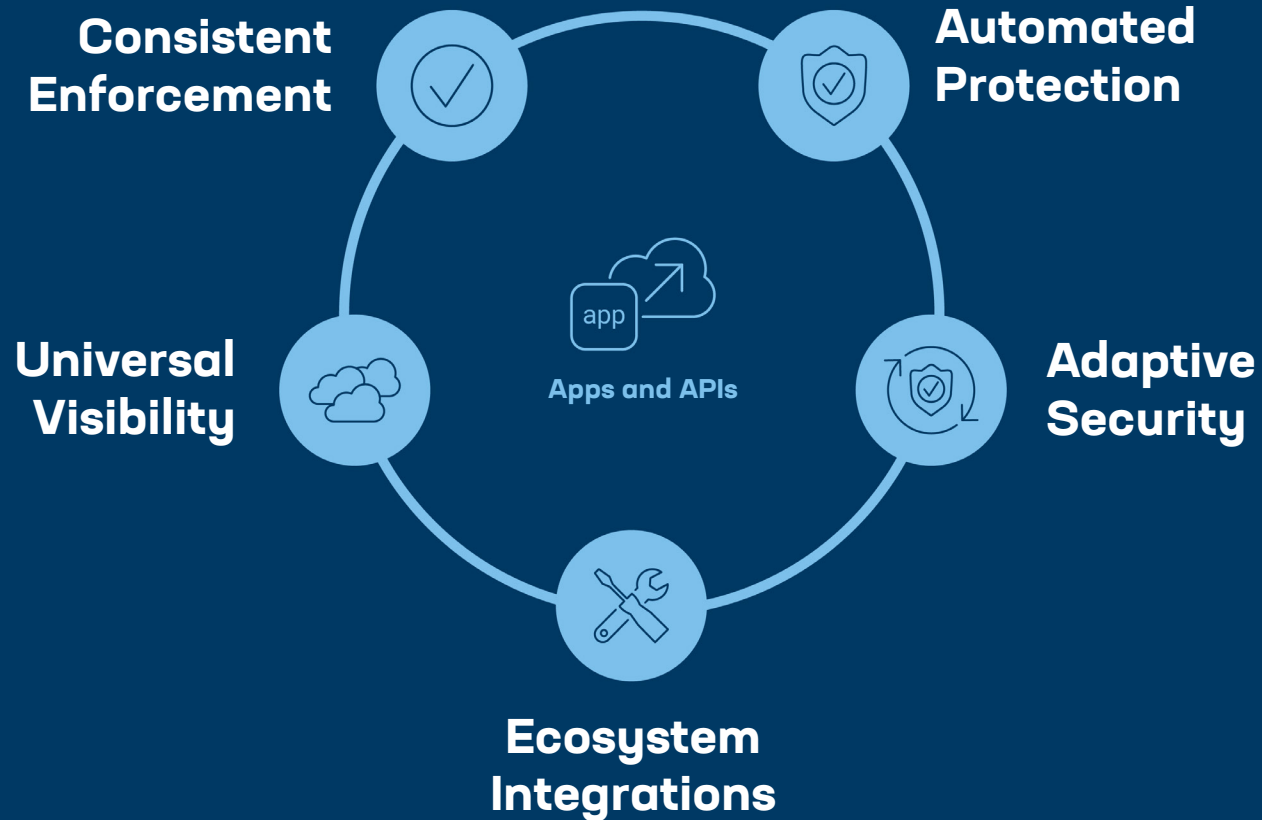 Consistent
Enforcement
Automated
Protection
app
Apps and APIs
Universal
Visibility
Adaptive
Security
Ecosystem
Integrations